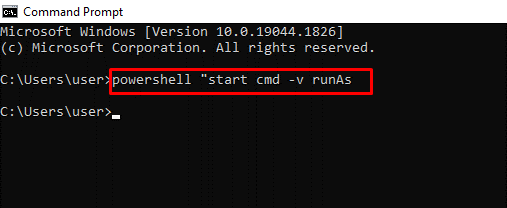 Command Prompt
Microsoft Windows [Version 10.0.19044.1826]
(c) Microsoft Corporation. All rights reserved.
C:\Users\user>powershell "start cmd -v runAs
C:\Users\user>